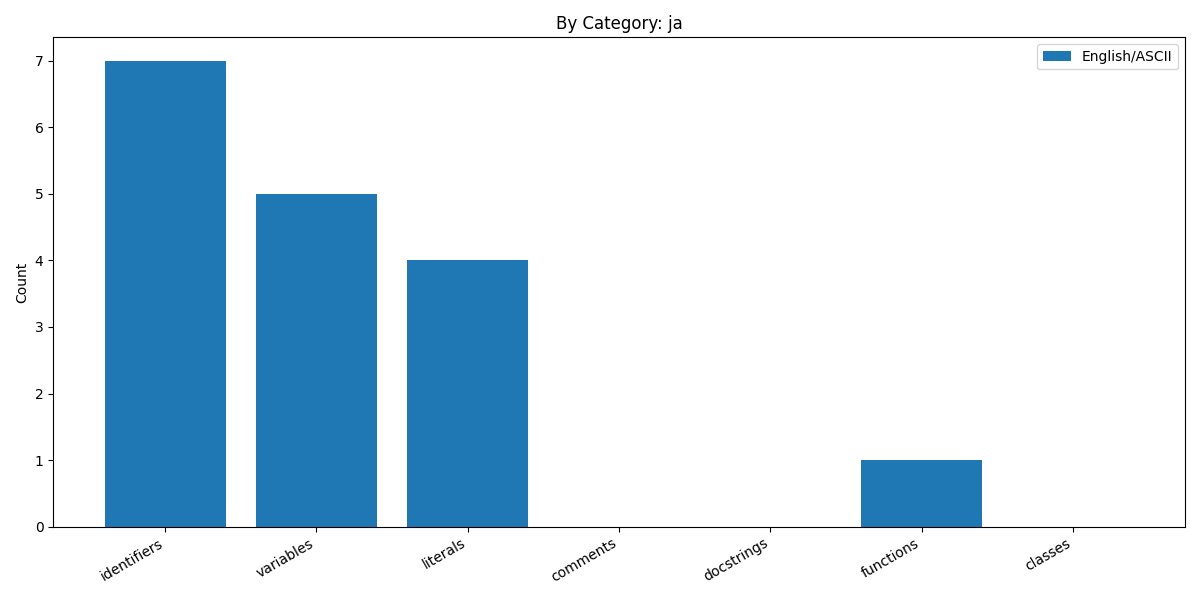 By Category: ja
English/ASCII
Count
7
6
5
4
3
2
1
0
identifiers
variables
literals
comments
docstrings
functions
classes